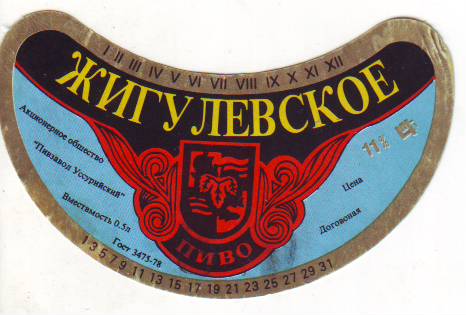 I II III IV V VI VII VIII IX X XI XII
ЖИГУЛЕВСКОЕ
Акционерное общество
"Пивзавод Уссурийский"
Вместимость 0.5л
Гост 3475-78
11%
Цена
Договоная
ПИВО
1 3 5 7 9 11 13 15 17 19 21 23 25 27 29 31